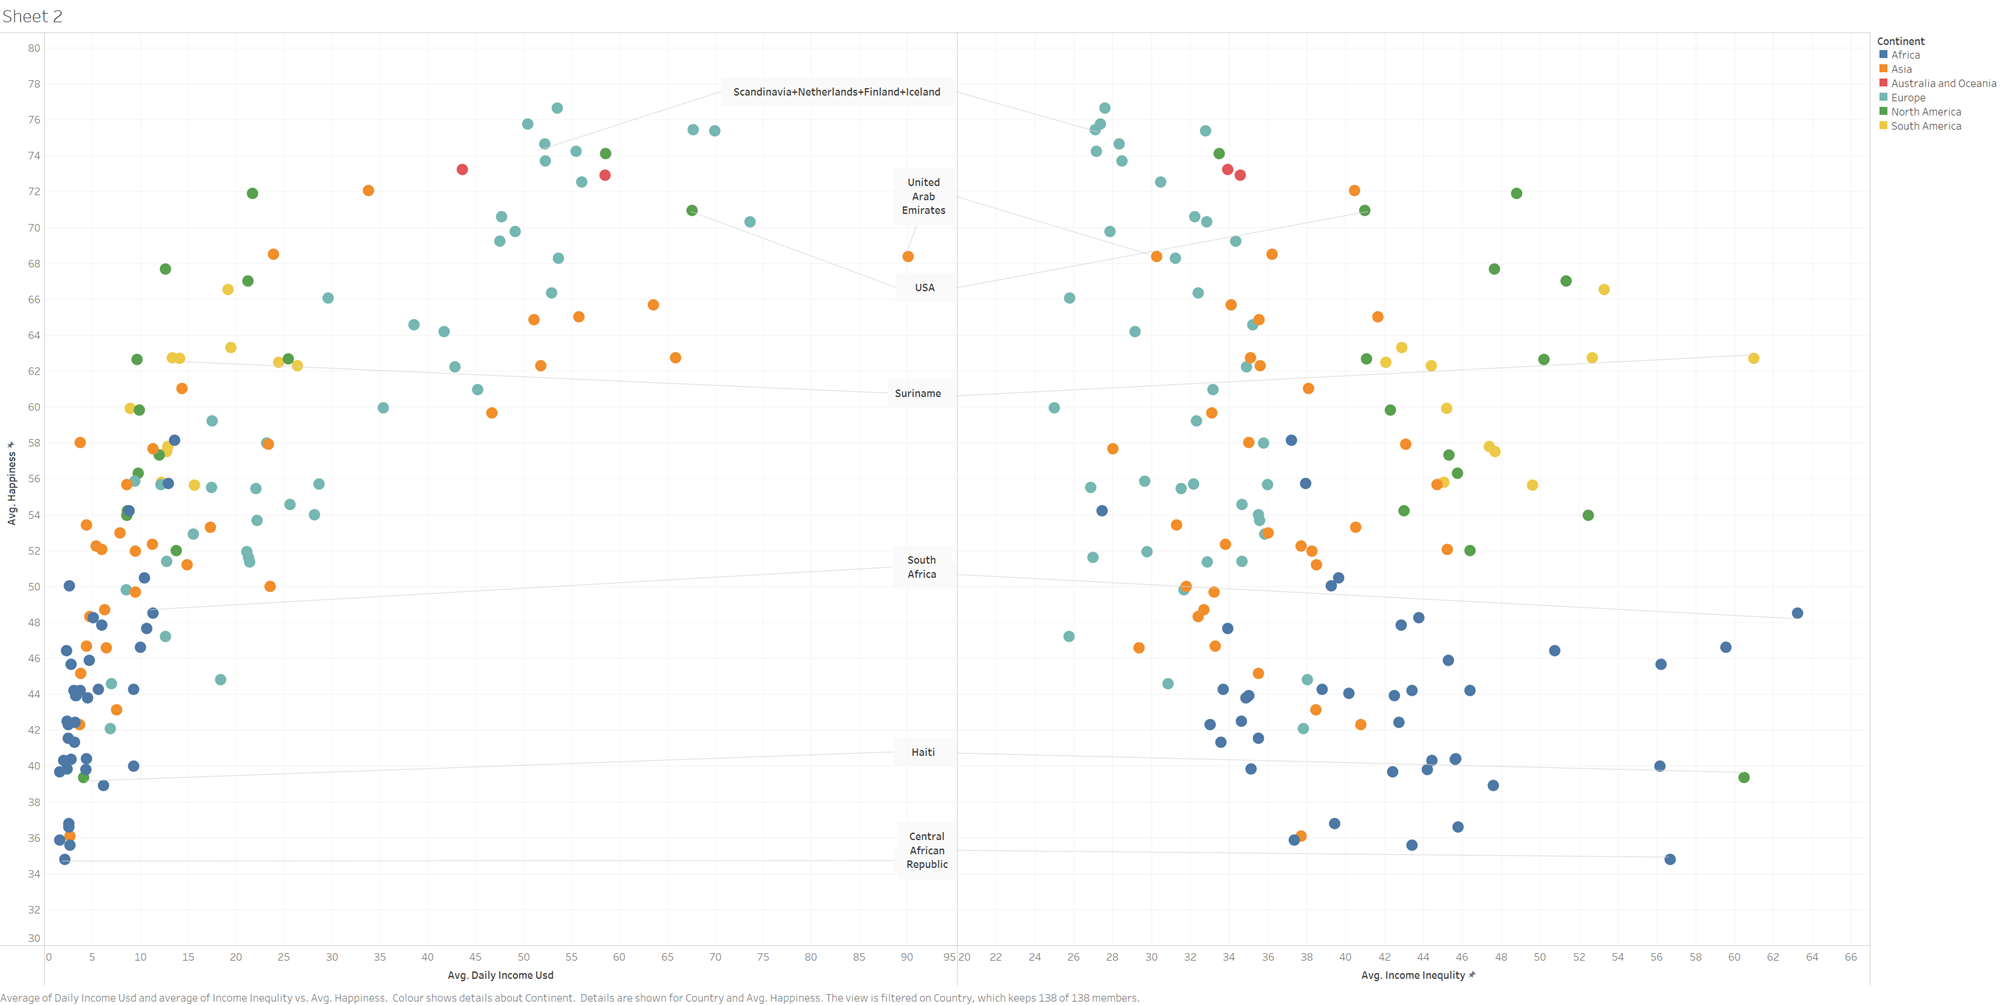 Sheet 2
Continent
Africa
Asia
Australia and Oceania
Europe
North America
South America
Avg. Happiness
80
78
76
74
72
70
68
66
64
62
60
58
56
54
52
50
48
46
44
42
40
38
36
34
32
30
Scandinavia+Netherlands+Finland+Iceland
United
Arab
Emirates
USA
Suriname
South
Africa
Haiti
Central
African
Republic
0 5 10 15 20 25 30 35 40 45 50 55 60 65 70 75 80 85 90 95
20 22 24 26 28 30 32 34 36 38 40 42 44 46 48 50 52 54 56 58 60 62 64 66
Avg. Daily Income Usd
Avg. Income Inequlity
Average of Daily Income Usd and average of Income Inequlity vs. Avg. Happiness. Colour shows details about Continent. Details are shown for Country and Avg. Happiness. The view is filtered on Country, which keeps 138 of 138 members.